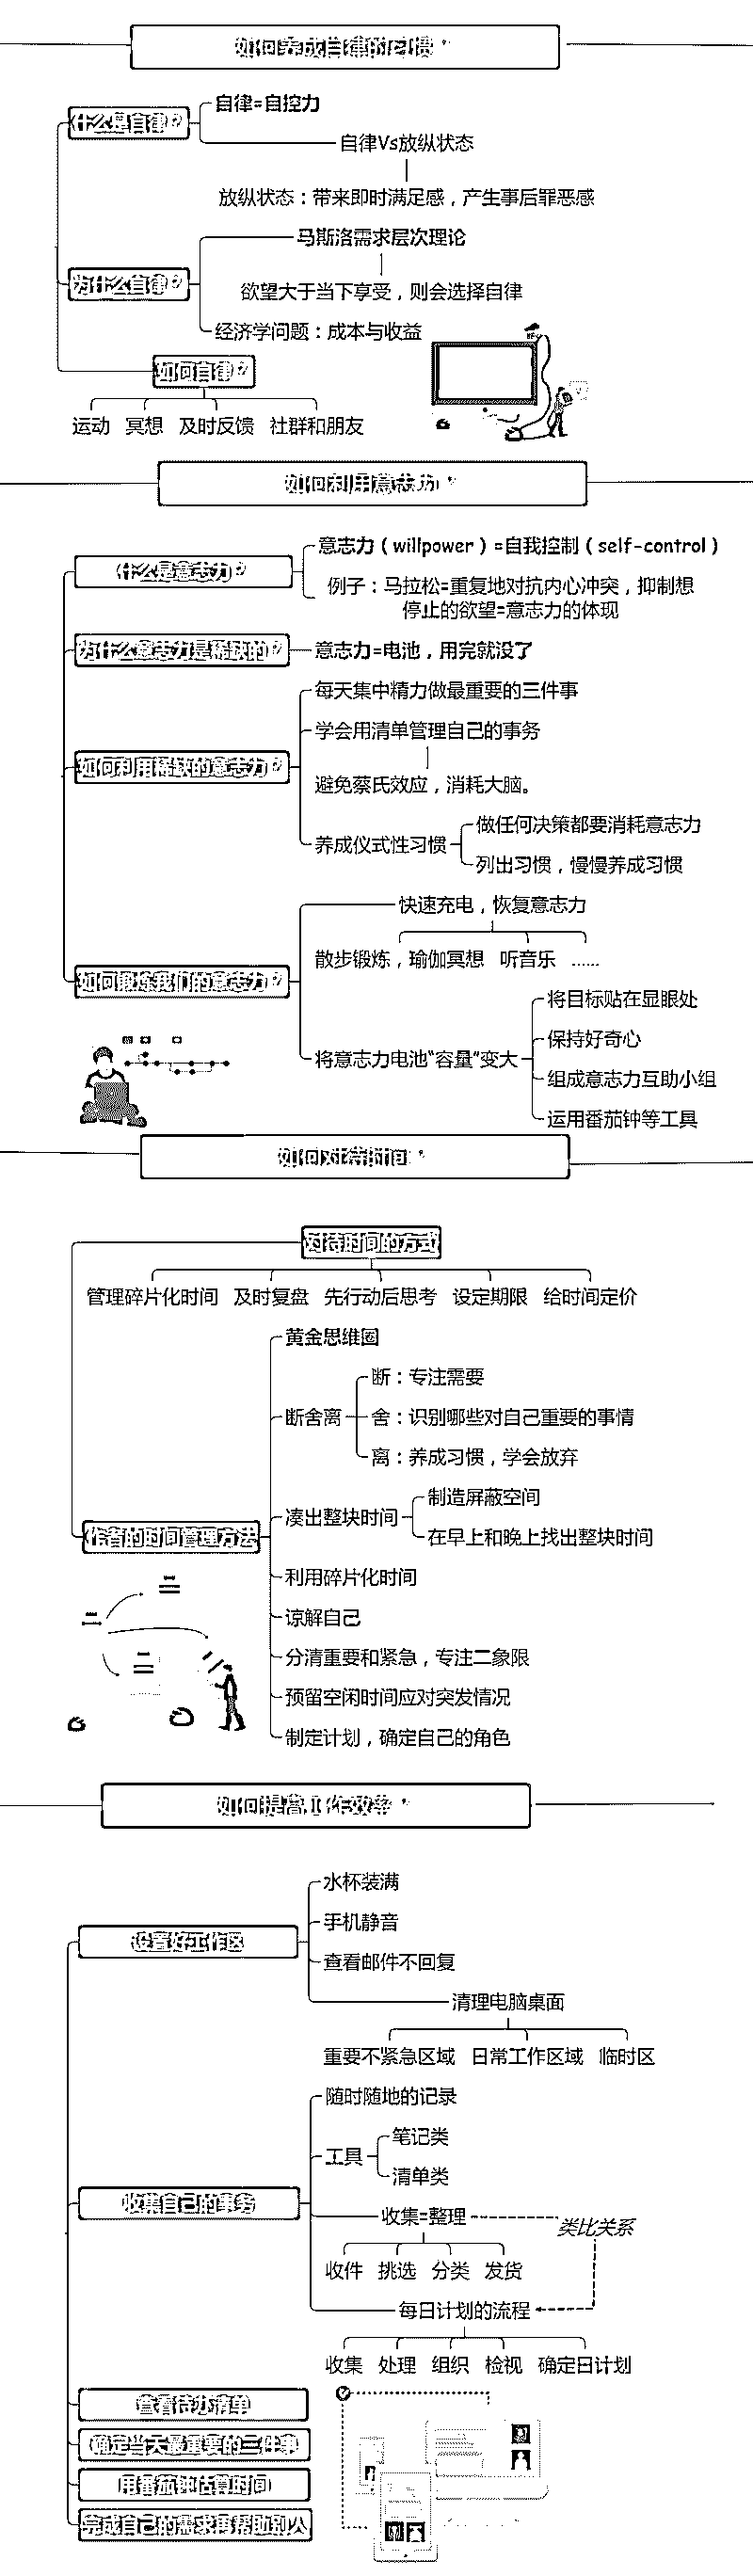 如何养成自律的习惯？
什么是自律？
自律=自控力
自律Vs放纵状态
放纵状态：带来即时满足感，产生事后罪恶感
为什么自律？
马斯洛需求层次理论
欲望大于当下享受，则会选择自律
经济学问题：成本与收益
如何自律？
运动 冥想 及时反馈 社群和朋友
如何利用意志力？
什么是意志力？
意志力（willpower）=自我控制（self-control）
例子：马拉松=重复地对抗内心冲突，抑制想
停止的欲望=意志力的体现
为什么意志力是稀缺的？
意志力=电池，用完就没了
如何利用稀缺的意志力？
每天集中精力做最重要的三件事
学会用清单管理自己的事务
避免蔡氏效应，消耗大脑。
养成仪式性习惯
做任何决策都要消耗意志力
列出习惯，慢慢养成习惯
如何锻炼我们的意志力？
快速充电，恢复意志力
散步锻炼，瑜伽冥想 听音乐 ......
将意志力电池“容量”变大
将目标贴在显眼处
保持好奇心
组成意志力互助小组
运用番茄钟等工具
如何对待时间？
对待时间的方式
管理碎片化时间 及时复盘 先行动后思考 设定期限 给时间定价
作者的时间管理方法
黄金思维圈
断舍离
断：专注需要
舍：识别哪些对自己重要的事情
离：养成习惯，学会放弃
凑出整块时间
制造屏蔽空间
在早上和晚上找出整块时间
利用碎片化时间
谅解自己
分清重要和紧急，专注二象限
预留空闲时间应对突发情况
制定计划，确定自己的角色
如何提高工作效率？
设置好工作区
水杯装满
手机静音
查看邮件不回复
清理电脑桌面
重要不紧急区域 日常工作区域 临时区
收集自己的事务
随时随地的记录
工具
笔记类
清单类
收集=整理
类比关系
收件 挑选 分类 发货
每日计划的流程
收集 处理 组织 检视 确定日计划
查看待办清单
确定当天最重要的三件事
用番茄钟估算时间
完成自己的需求再帮助别人